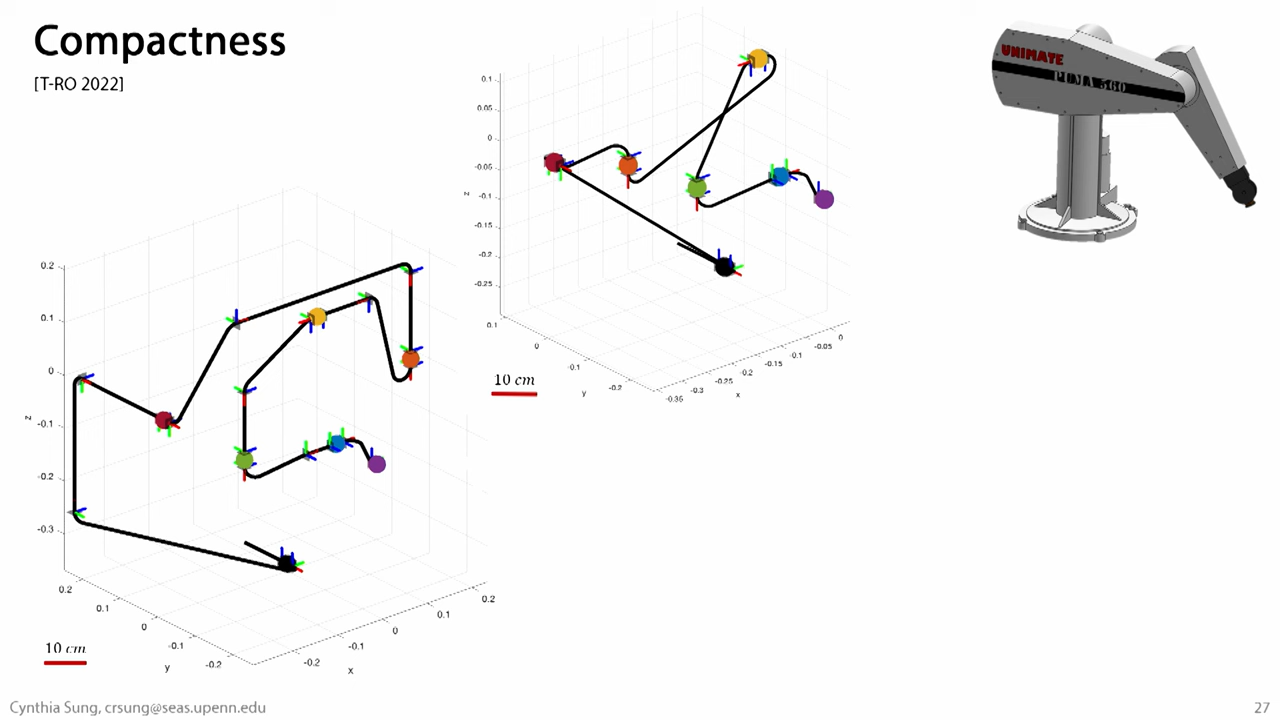 Compactness
[T-RO 2022]
UNIMATE
PUMA 560
0.1
0.05
0
-0.05
-0.1
-0.15
-0.2
-0.25
z
0.1
0
-0.1
-0.2
y
-0.35
-0.3
-0.25
-0.2
-0.15
-0.1
-0.05
0
x
10 cm
0.2
0.1
0
-0.1
-0.2
-0.3
z
0.2
0.1
0
-0.1
-0.2
y
-0.2
-0.1
0
0.1
0.2
x
10 cm
Cynthia Sung, crsung@seas.upenn.edu
27